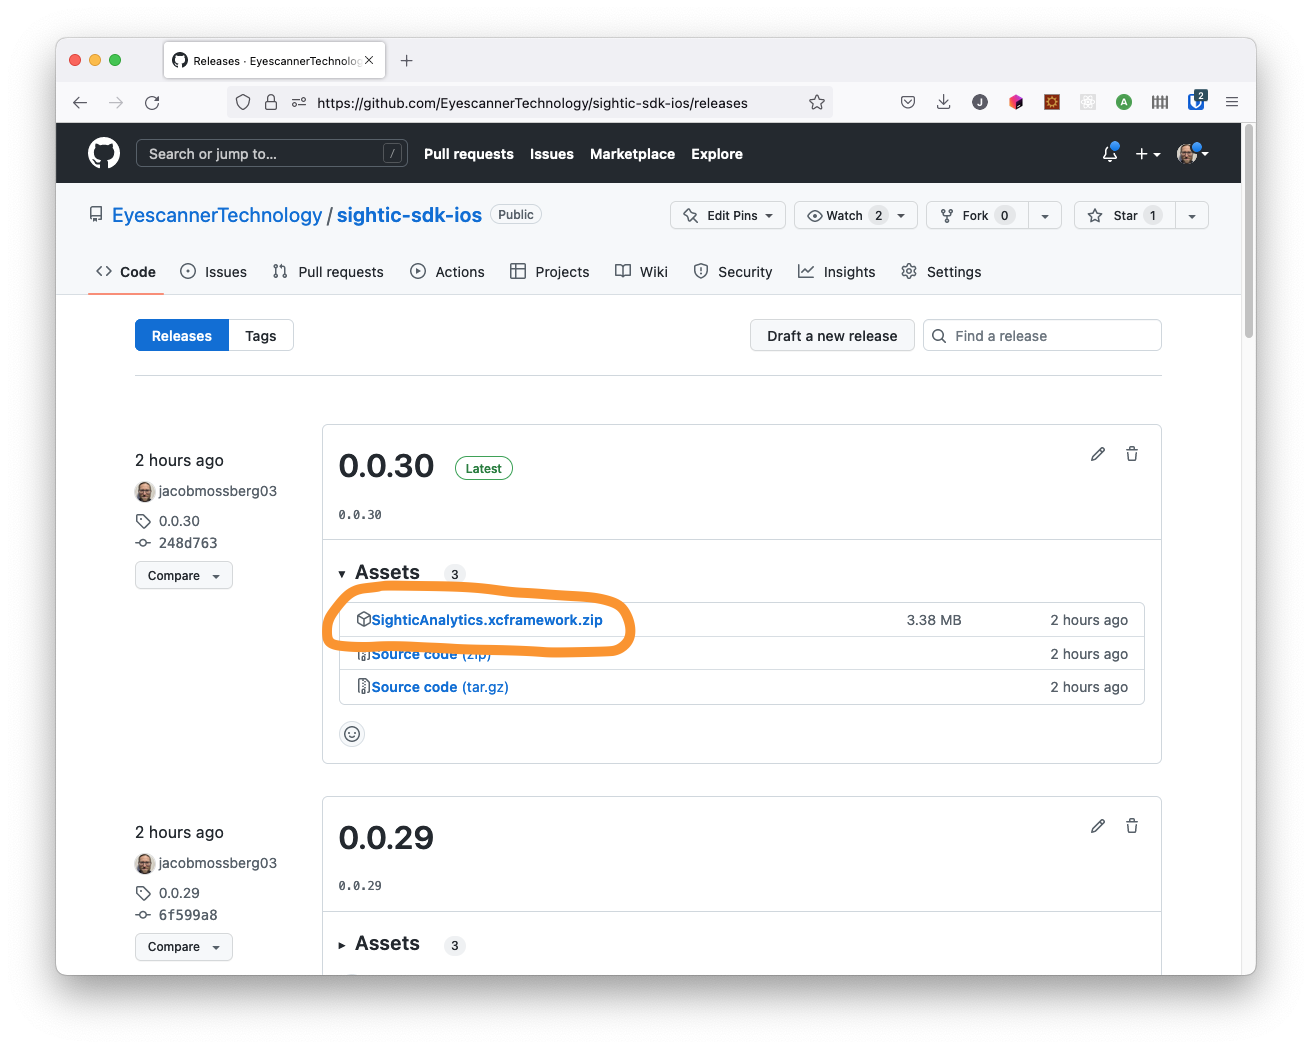 Releases · EyescannerTechnolog
https://github.com/EyescannerTechnology/sightic-sdk-ios/releases
J
A
2
Search or jump to... /
Pull requests Issues Marketplace Explore
EyescannerTechnology / sightic-sdk-ios Public
Edit Pins Watch 2 Fork 0 Star 1
Code Issues Pull requests Actions Projects Wiki Security Insights Settings
Releases Tags Draft a new release Find a release
2 hours ago
jacobmossberg03
0.0.30
248d763
Compare
0.0.30 Latest
0.0.30
Assets 3
SighticAnalytics.xcframework.zip 3.38 MB 2 hours ago
Source code (zip) 2 hours ago
Source code (tar.gz) 2 hours ago
2 hours ago
jacobmossberg03
0.0.29
6f599a8
Compare
0.0.29
0.0.29
Assets 3